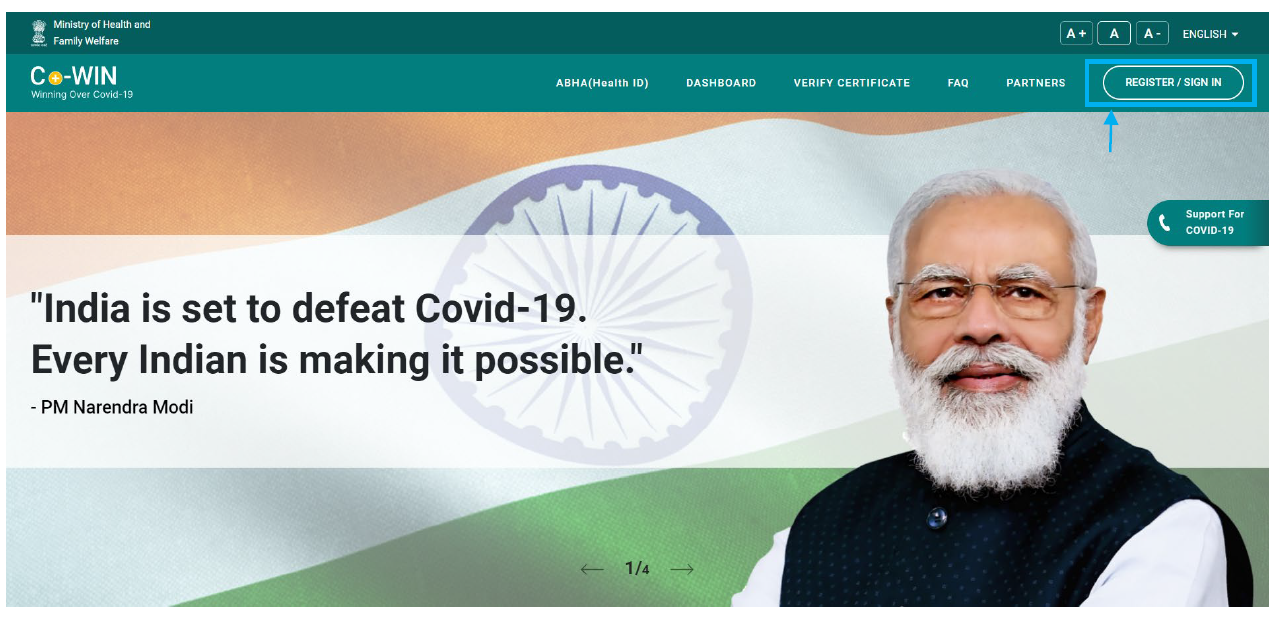 Ministry of Health and
Family Welfare
A + A A - ENGLISH
Co-WIN
Winning Over Covid-19
ABHA(Health ID) DASHBOARD VERIFY CERTIFICATE FAQ PARTNERS REGISTER / SIGN IN
Support For
COVID-19
"India is set to defeat Covid-19.
Every Indian is making it possible."
- PM Narendra Modi
1/4